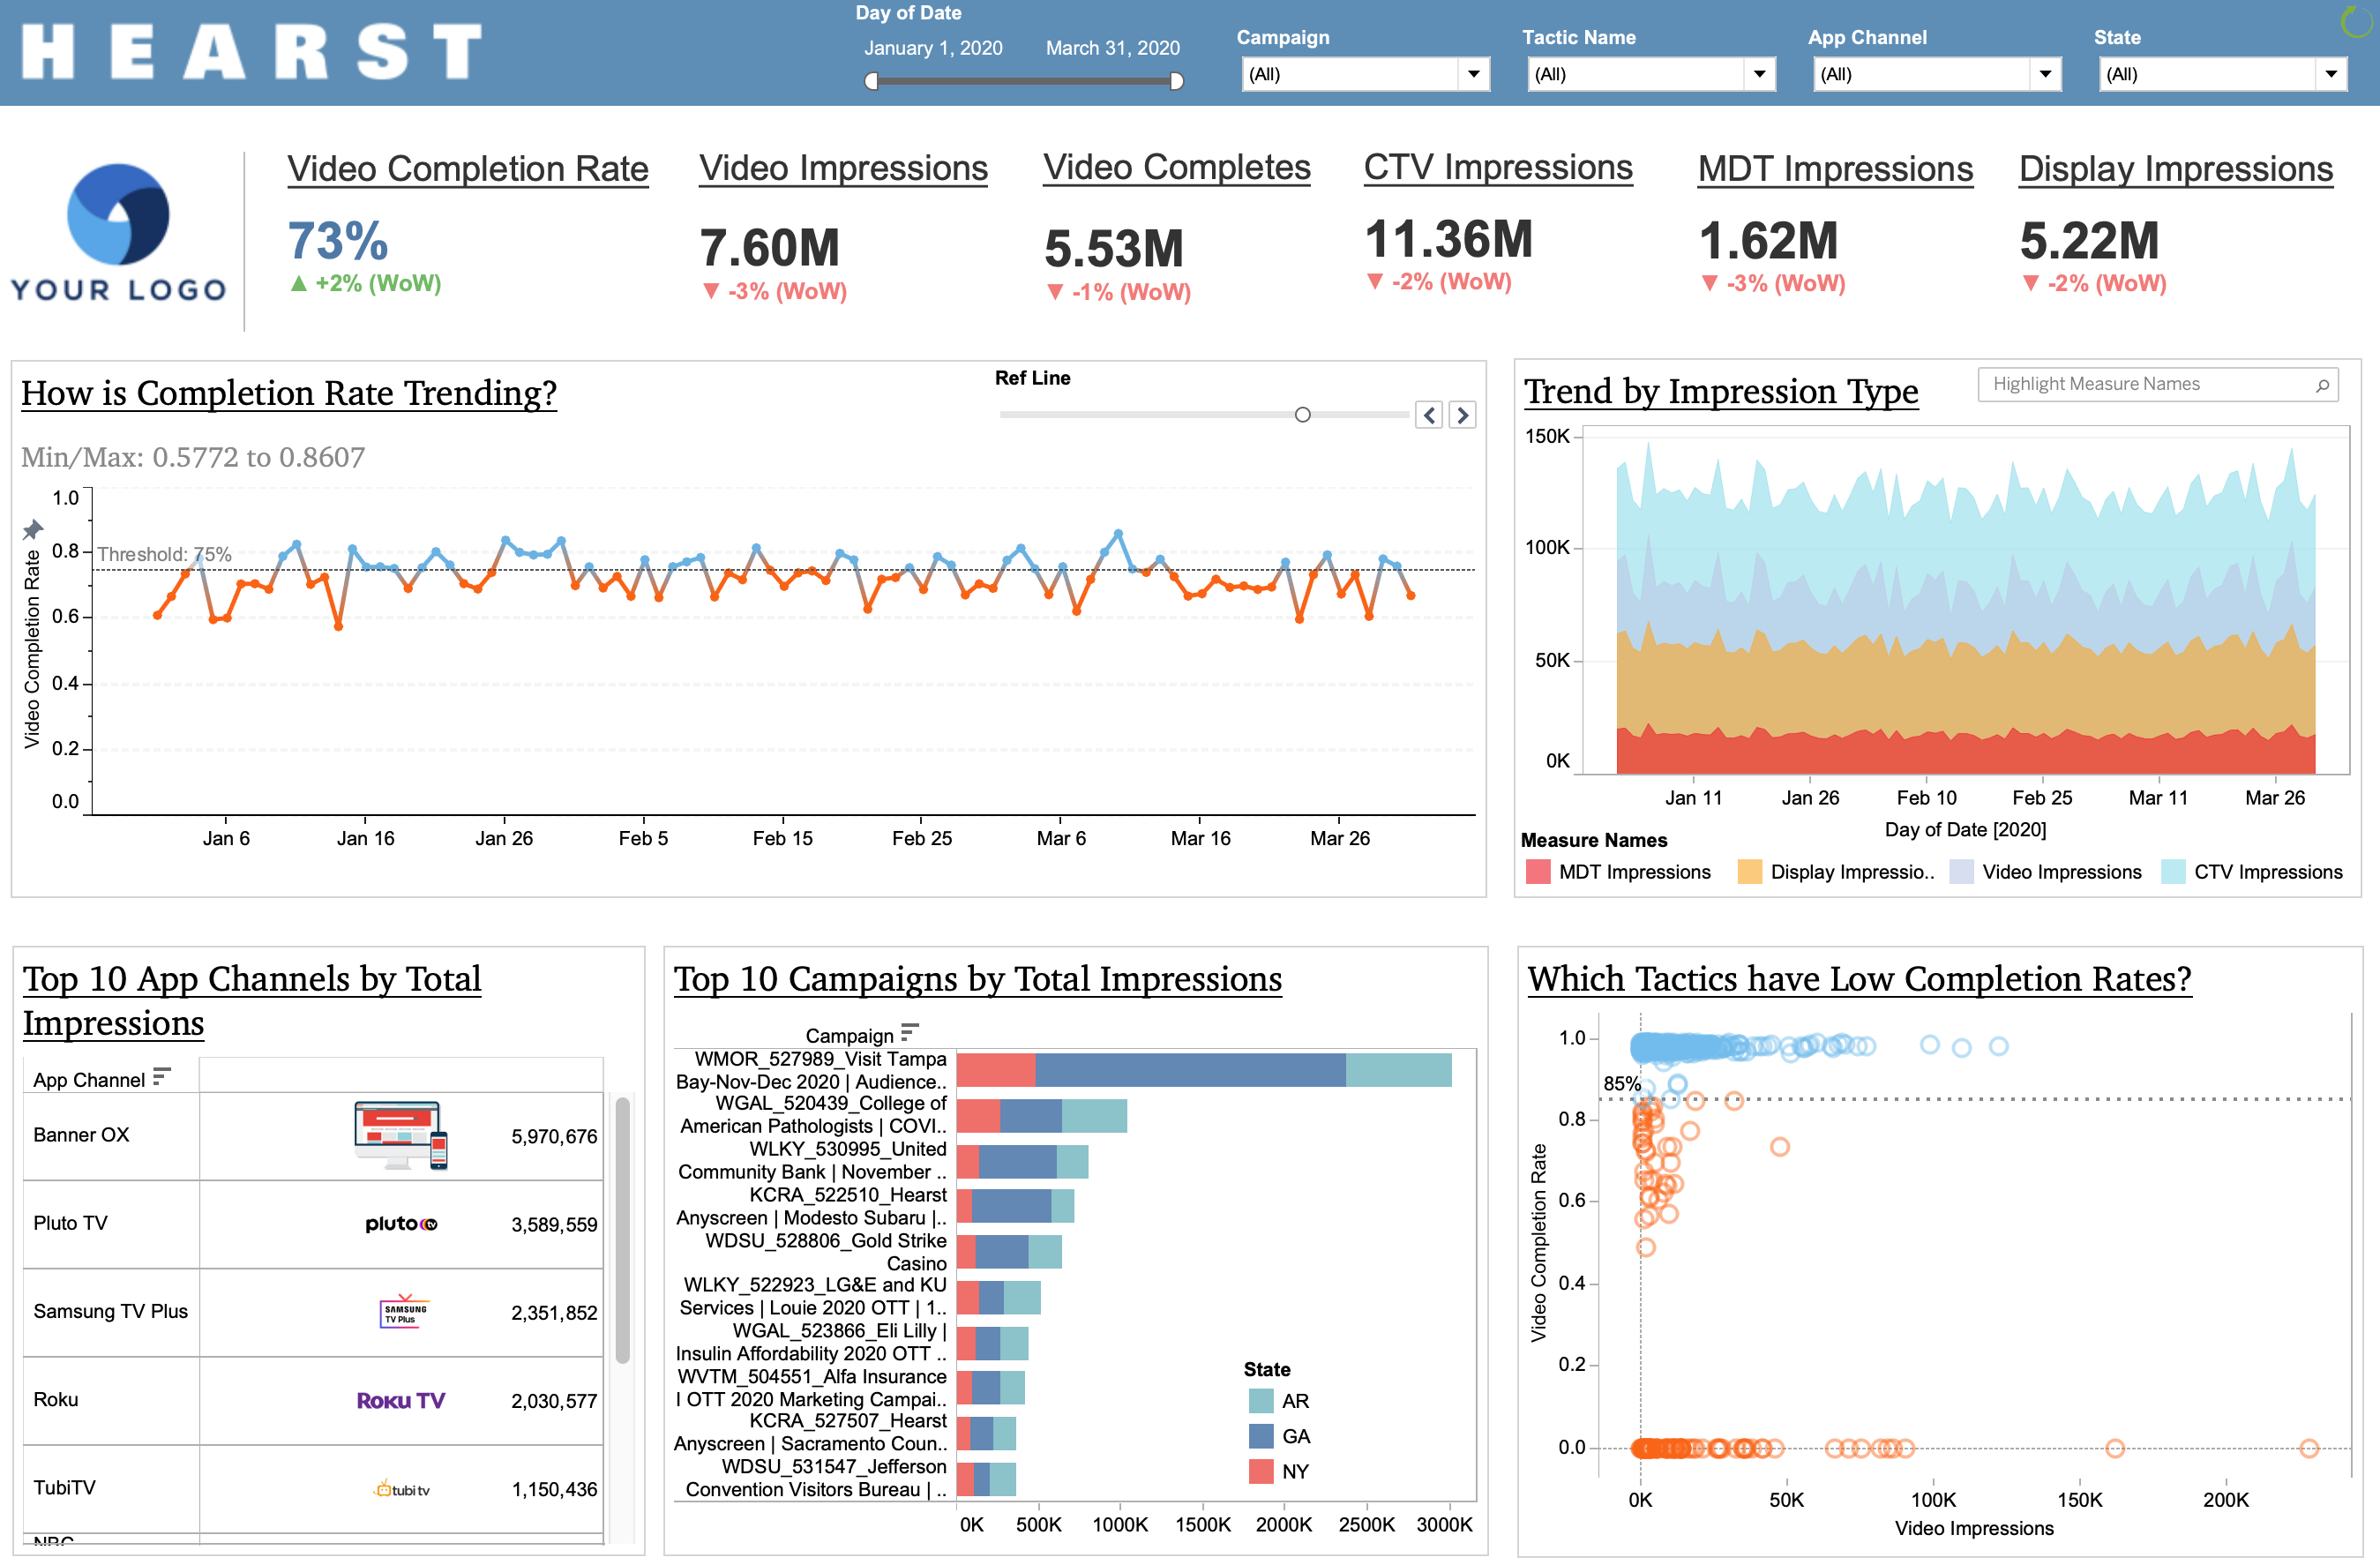 HEARST
Day of Date
January 1, 2020 March 31, 2020
Campaign
(All)
Tactic Name
(All)
App Channel
(All)
State
(All)
YOUR LOGO
Video Completion Rate
73%
▲ +2% (WoW)
Video Impressions
7.60M
▼ -3% (WoW)
Video Completes
5.53M
▼ -1% (WoW)
CTV Impressions
11.36M
▼ -2% (WoW)
MDT Impressions
1.62M
▼ -3% (WoW)
Display Impressions
5.22M
▼ -2% (WoW)
How is Completion Rate Trending?
Ref Line
Min/Max: 0.5772 to 0.8607
Video Completion Rate
1.0
0.8
0.6
0.4
0.2
0.0
Threshold: 75%
Jan 6 Jan 16 Jan 26 Feb 5 Feb 15 Feb 25 Mar 6 Mar 16 Mar 26
Trend by Impression Type
Highlight Measure Names
150K
100K
50K
0K
Jan 11 Jan 26 Feb 10 Feb 25 Mar 11 Mar 26
Day of Date [2020]
Measure Names
MDT Impressions Display Impressio.. Video Impressions CTV Impressions
Top 10 App Channels by Total
Impressions
App Channel
Banner OX 5,970,676
Pluto TV pluto tv 3,589,559
Samsung TV Plus SAMSUNG TV Plus 2,351,852
Roku Roku TV 2,030,577
TubiTV tubi tv 1,150,436
NBC
Top 10 Campaigns by Total Impressions
Campaign
WMOR_527989_Visit Tampa
Bay-Nov-Dec 2020 | Audience..
WGAL_520439_College of
American Pathologists | COVI..
WLKY_530995_United
Community Bank | November ..
KCRA_522510_Hearst
Anyscreen | Modesto Subaru |..
WDSU_528806_Gold Strike
Casino
WLKY_522923_LG&E and KU
Services | Louie 2020 OTT | 1..
WGAL_523866_Eli Lilly |
Insulin Affordability 2020 OTT ..
WVTM_504551_Alfa Insurance
I OTT 2020 Marketing Campai..
KCRA_527507_Hearst
Anyscreen | Sacramento Coun..
WDSU_531547_Jefferson
Convention Visitors Bureau | ..
0K 500K 1000K 1500K 2000K 2500K 3000K
State
AR
GA
NY
Which Tactics have Low Completion Rates?
Video Completion Rate
1.0
85%
0.8
0.6
0.4
0.2
0.0
0K 50K 100K 150K 200K
Video Impressions